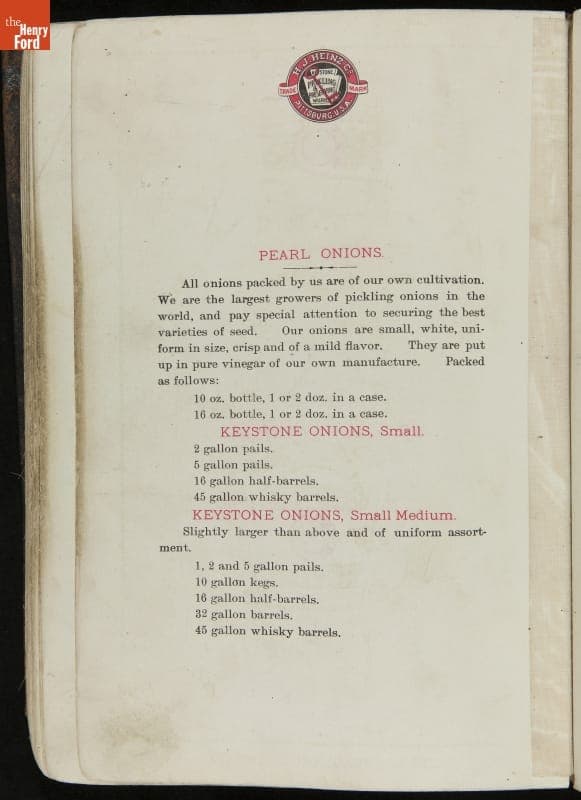 the
Henry
Ford
H. J. HEINZ CO.
KEYSTONE
TRADE MARK
PICKLING
&
PRESERVING
WORKS
PITTSBURG, U.S.A.
PEARL ONIONS.
All onions packed by us are of our own cultivation.
We are the largest growers of pickling onions in the
world, and pay special attention to securing the best
varieties of seed. Our onions are small, white, uni-
form in size, crisp and of a mild flavor. They are put
up in pure vinegar of our own manufacture. Packed
as follows:
10 oz. bottle, 1 or 2 doz. in a case.
16 oz. bottle, 1 or 2 doz. in a case.
KEYSTONE ONIONS, Small.
2 gallon pails.
5 gallon pails.
16 gallon half-barrels.
45 gallon whisky barrels.
KEYSTONE ONIONS, Small Medium.
Slightly larger than above and of uniform assort-
ment.
1, 2 and 5 gallon pails.
10 gallon kegs.
16 gallon half-barrels.
32 gallon barrels.
45 gallon whisky barrels.